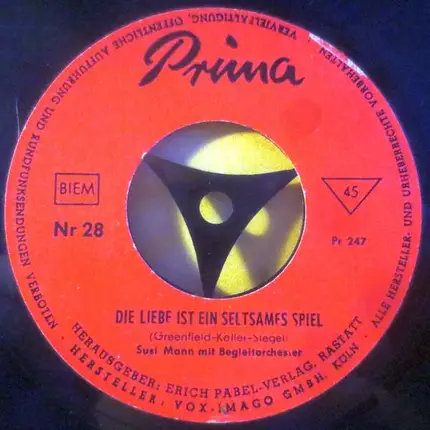 Prima
BIEM
45
Nr 28
Pr 247
DIE LIEBE IST EIN SELTSAMES SPIEL
(Greenfield-Keller-Siegel)
Susi Mann mit Begleitorchester
HERAUSGEBER: ERICH PABEL-VERLAG, RASTATT
· HERSTELLER: VOX-IMAGO GMBH. KÖLN · ALLE HERSTELLER- UND URHEBERRECHTE VORBEHALTEN
VERVIELFÄLTIGUNG, ÖFFENTLICHE AUFFÜHRUNG UND RUNDFUNKSENDUNGEN VERBOTEN